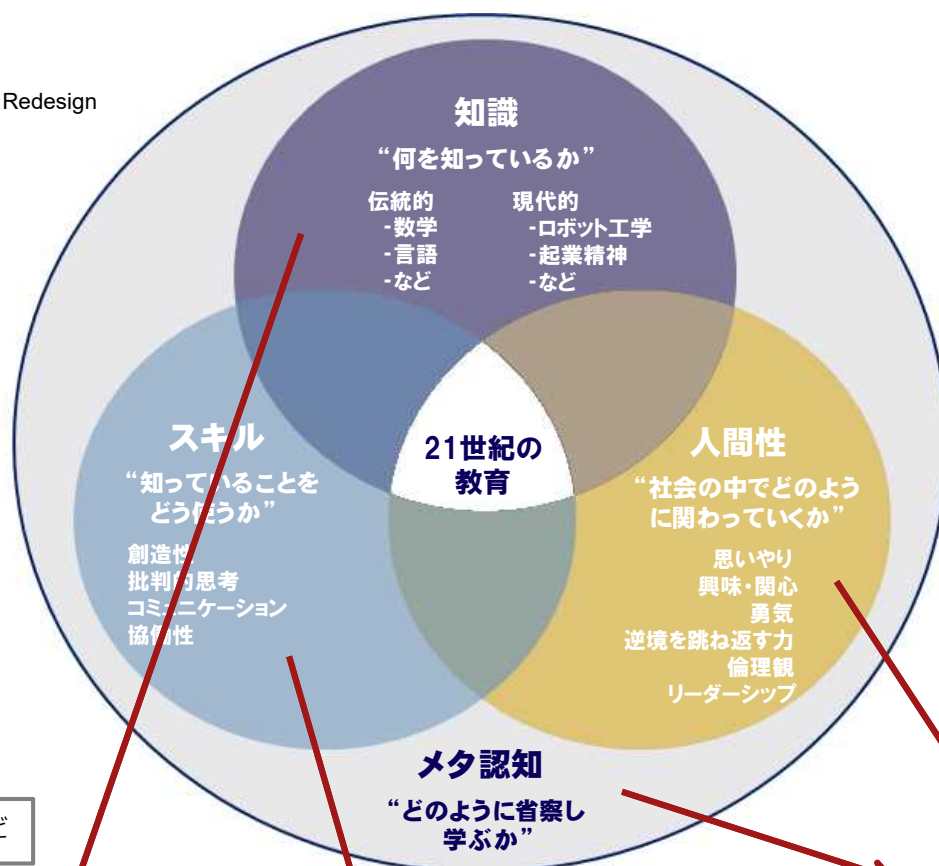 Redesign
知識
“何を知っているか”
伝統的
-数学
-言語
-など
現代的
-ロボット工学
-起業精神
-など
スキル
“知っていることを
どう使うか”
創造性
批判的思考
コミュニケーション
協働性
21世紀の
教育
人間性
“社会の中でどのよう
に関わっていくか”
思いやり
興味・関心
勇気
逆境を跳ね返す力
倫理観
リーダーシップ
メタ認知
“どのように省察し
学ぶか”